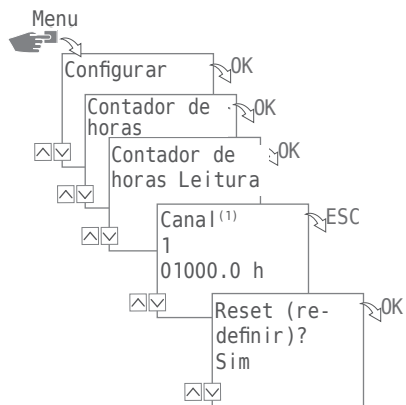 Menu
Configurar
OK
Contador de
horas
OK
Contador de
horas Leitura
OK
Canal(1)
1
01000.0 h
ESC
Reset (re-
definir)?
Sim
OK